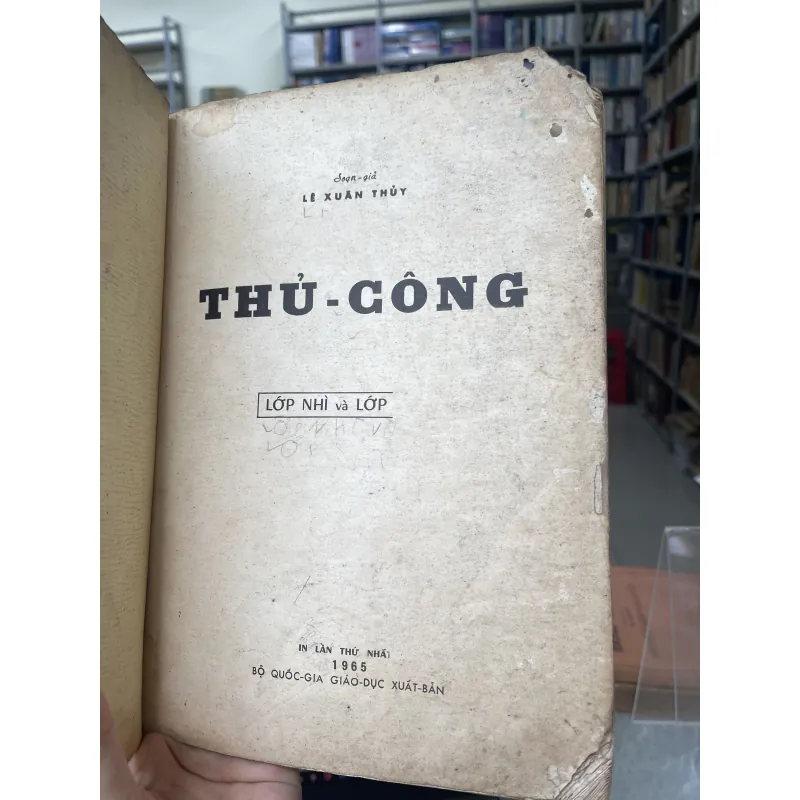 Soạn-giả
LÊ XUÂN THỦY
THỦ-CÔNG
LỚP NHÌ và LỚP
IN LẦN THỨ NHẤT
1965
BỘ QUỐC-GIA GIÁO-DỤC XUẤT-BẢN